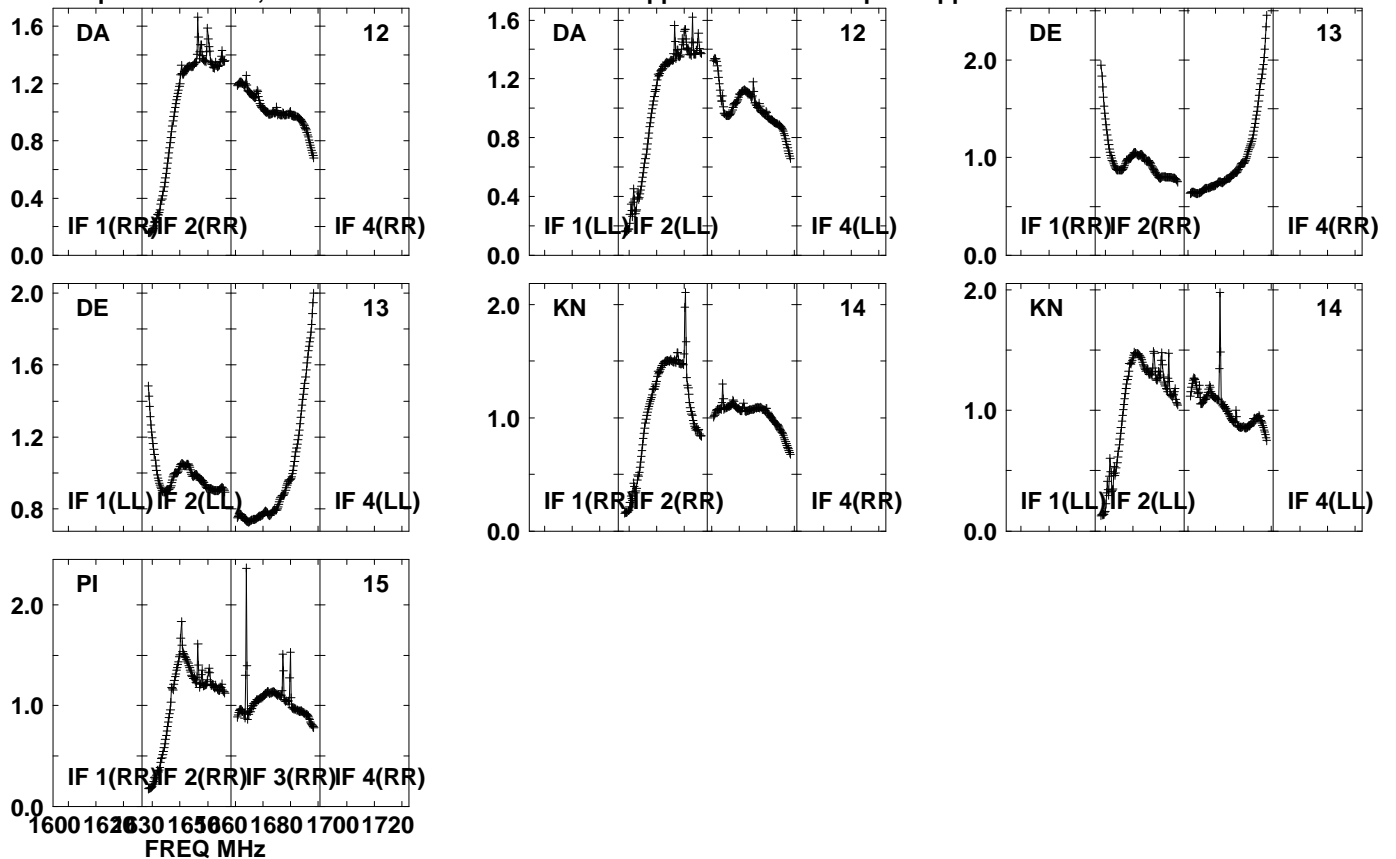 DA 12
1.6
1.2
0.8
0.4
0.0
IF 1(RR) IF 2(RR) IF 4(RR)
DA 12
1.6
1.2
0.8
0.4
0.0
IF 1(LL) IF 2(LL) IF 4(LL)
DE 13
2.0
1.0
0.0
IF 1(RR) IF 2(RR) IF 4(RR)
DE 13
2.0
1.6
1.2
0.8
IF 1(LL) IF 2(LL) IF 4(LL)
KN 14
2.0
1.0
0.0
IF 1(RR) IF 2(RR) IF 4(RR)
KN 14
2.0
1.0
0.0
IF 1(LL) IF 2(LL) IF 4(LL)
PI 15
2.0
1.0
0.0
IF 1(RR) IF 2(RR) IF 3(RR) IF 4(RR)
1600 1620 1630 1650 1660 1680 1700 1720
FREQ MHz